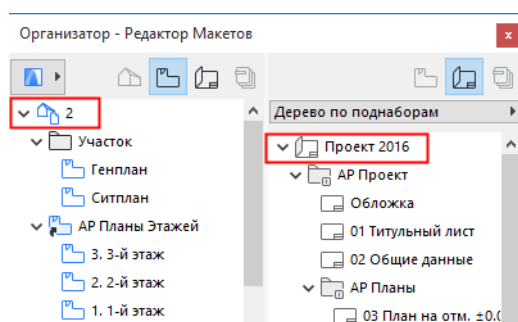 Организатор - Редактор Макетов
x
2
Участок
Генплан
Ситплан
АР Планы Этажей
3. 3-й этаж
2. 2-й этаж
1. 1-й этаж
Дерево по поднаборам
Проект 2016
АР Проект
Обложка
01 Титульный лист
02 Общие данные
АР Планы
03 План на отм. ±0.0